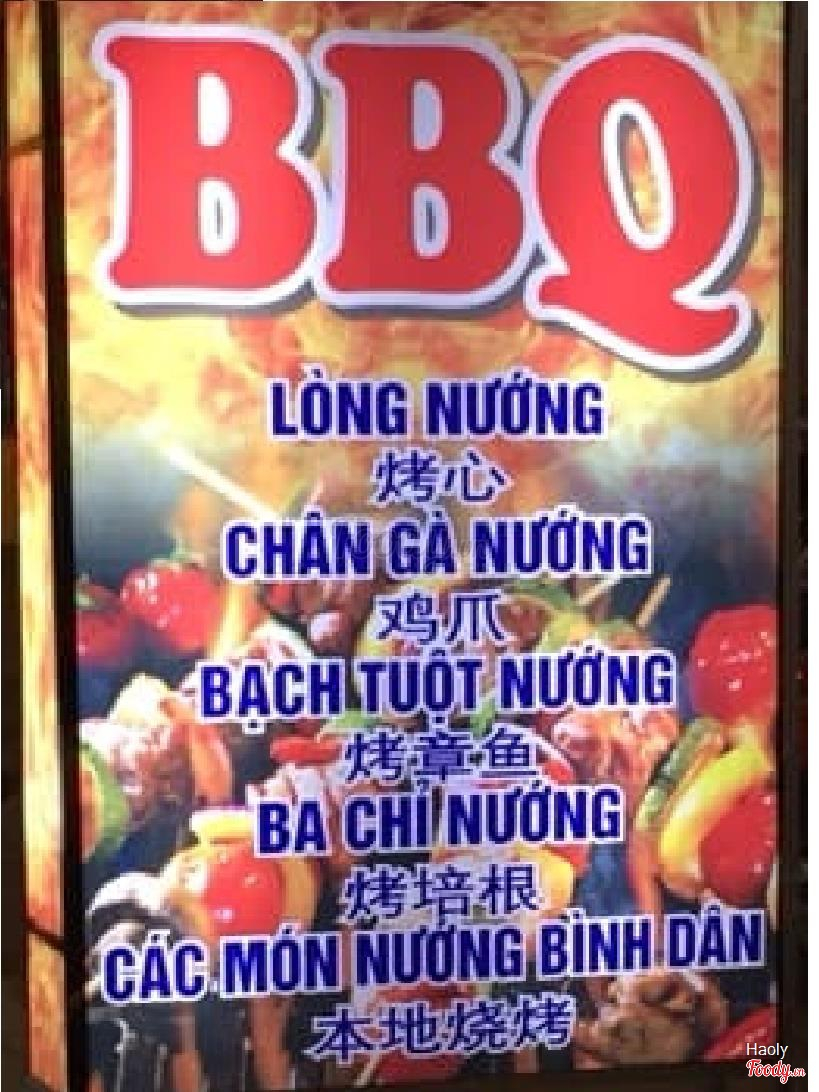 BBQ
LÒNG NƯỚNG
烤心
CHÂN GÀ NƯỚNG
鸡爪
BẠCH TUỘT NƯỚNG
烤章鱼
BA CHỈ NƯỚNG
烤培根
CÁC MÓN NƯỚNG BÌNH DÂN
本地烧烤
Haoly
Foody.vn